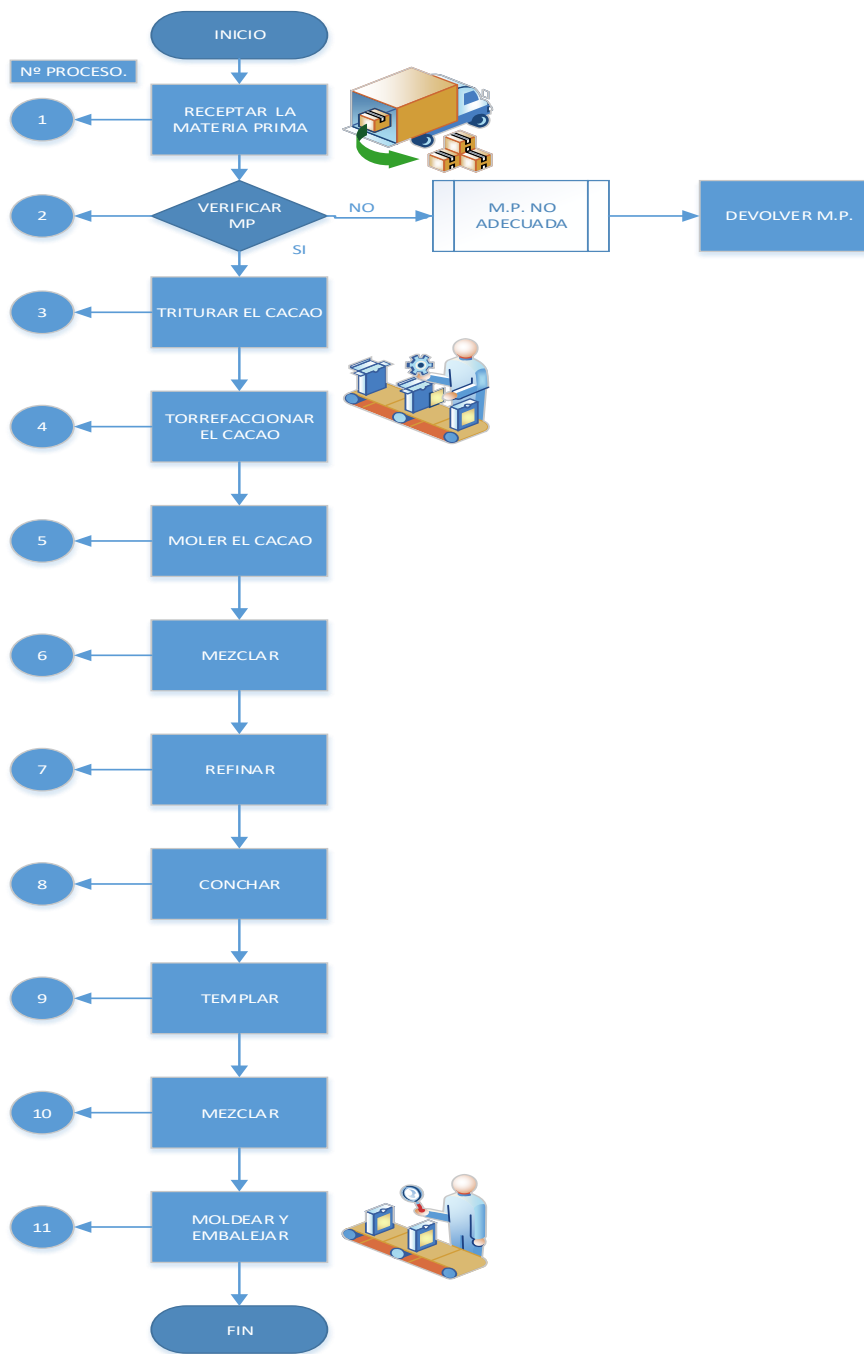 INICIO
Nº PROCESO.
1
RECEPTAR LA
MATERIA PRIMA
2
VERIFICAR
MP
NO
M.P. NO
ADECUADA
DEVOLVER M.P.
SI
3
TRITURAR EL CACAO
4
TORREFACCIONAR
EL CACAO
5
MOLER EL CACAO
6
MEZCLAR
7
REFINAR
8
CONCHAR
9
TEMPLAR
10
MEZCLAR
11
MOLDEAR Y
EMBALEJAR
FIN